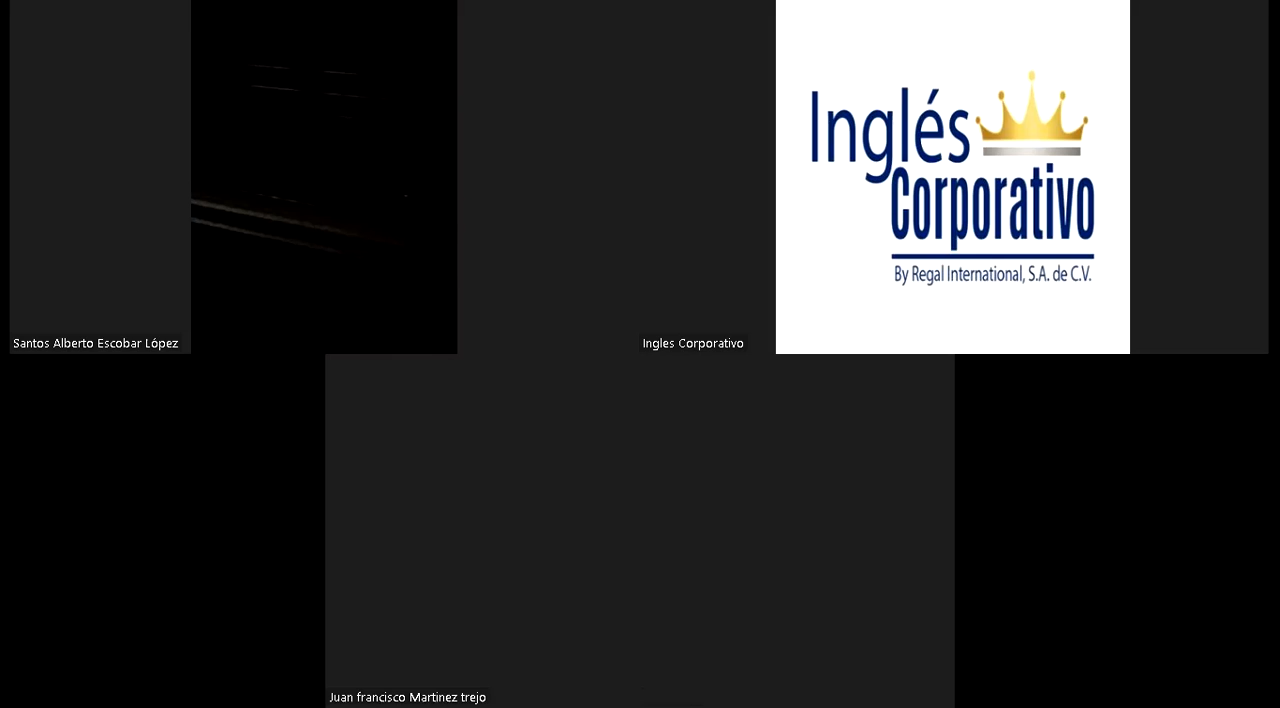 Inglés
Corporativo
By Regal International, S.A. de C.V.
Santos Alberto Escobar López
Ingles Corporativo
Juan francisco Martinez trejo